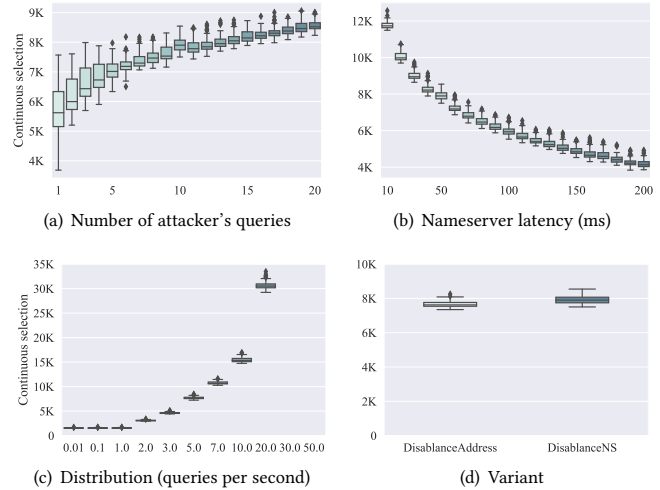 9K
8K
7K
6K
5K
4K
Continuous selection
1 5 10 15 20
(a) Number of attacker's queries
12K
10K
8K
6K
4K
10 50 100 150 200
(b) Nameserver latency (ms)
35K
30K
25K
20K
15K
10K
5K
0
Continuous selection
0.01 0.1 1.0 2.0 3.0 5.0 7.0 10.0 20.0 30.0 50.0
(c) Distribution (queries per second)
10K
8K
6K
4K
2K
0
DisablanceAddress DisablanceNS
(d) Variant